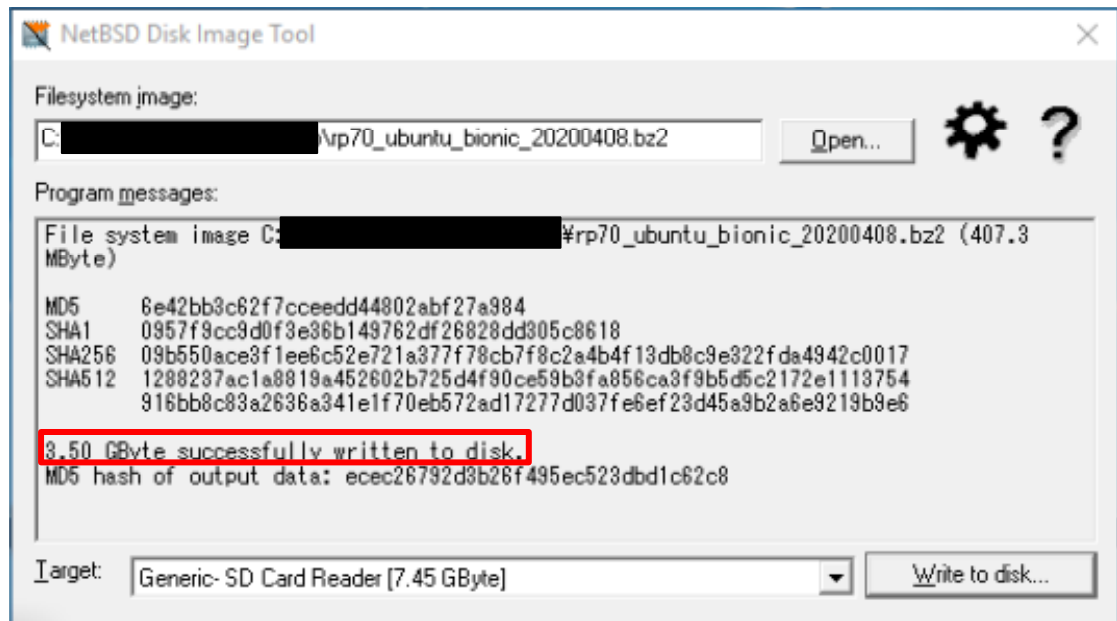 NetBSD Disk Image Tool
Filesystem image:
C: \rp70_ubuntu_bionic_20200408.bz2
Open...
?
Program messages:
File system image C: ¥rp70_ubuntu_bionic_20200408.bz2 (407.3
MByte)
MD5 6e42bb3c62f7cceedd44802abf27a984
SHA1 0957f9cc9d0f3e36b149762df26828dd305c8618
SHA256 09b550ace3f1ee6c52e721a377f78cb7f8c2a4b4f13db8c9e322fda4942c0017
SHA512 1288237ac1a8819a452602b725d4f90ce59b3fa856ca3f9b5d5c2172e1113754
916bb8c83a2636a341e1f70eb572ad17277d037fe6ef23d45a9b2a6e9219b9e6
3.50 GByte successfully written to disk.
MD5 hash of output data: ecec26792d3b26f495ec523dbd1c62c8
Target:
Generic- SD Card Reader [7.45 GByte]
Write to disk...